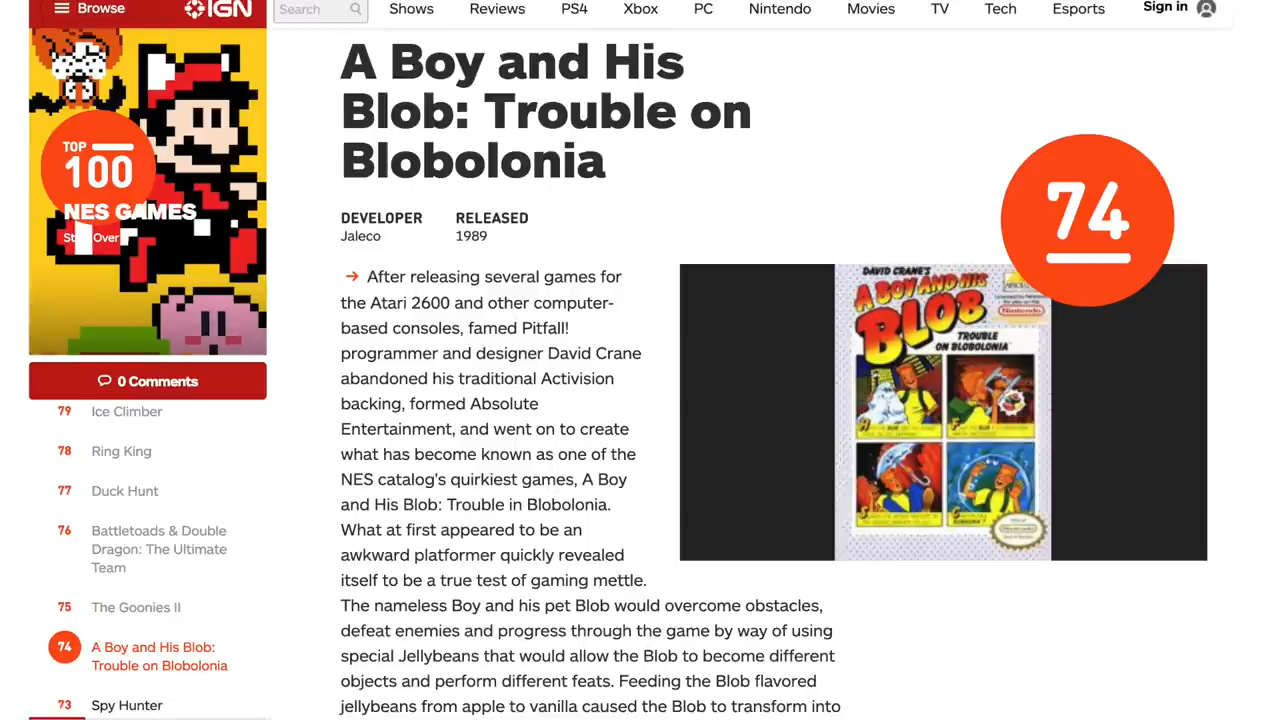 Browse
IGN
Search
Shows
Reviews
PS4
Xbox
PC
Nintendo
Movies
TV
Tech
Esports
Sign in
TOP
100
NES GAMES
Over
0 Comments
79 Ice Climber
78 Ring King
77 Duck Hunt
76 Battletoads & Double
Dragon: The Ultimate
Team
75 The Goonies II
74 A Boy and His Blob:
Trouble on Blobolonia
73 Spy Hunter
A Boy and His
Blob: Trouble on
Blobolonia
DEVELOPER RELEASED
Jaleco 1989
→ After releasing several games for
the Atari 2600 and other computer-
based consoles, famed Pitfall!
programmer and designer David Crane
abandoned his traditional Activision
backing, formed Absolute
Entertainment, and went on to create
what has become known as one of the
NES catalog's quirkiest games, A Boy
and His Blob: Trouble in Blobolonia.
What at first appeared to be an
awkward platformer quickly revealed
itself to be a true test of gaming mettle.
The nameless Boy and his pet Blob would overcome obstacles,
defeat enemies and progress through the game by way of using
special Jellybeans that would allow the Blob to become different
objects and perform different feats. Feeding the Blob flavored
jellybeans from apple to vanilla caused the Blob to transform into
74
DAVID CRANE'S
A BOY AND HIS
BLOB
TROUBLE
ON BLOBOLONIA
Nintendo